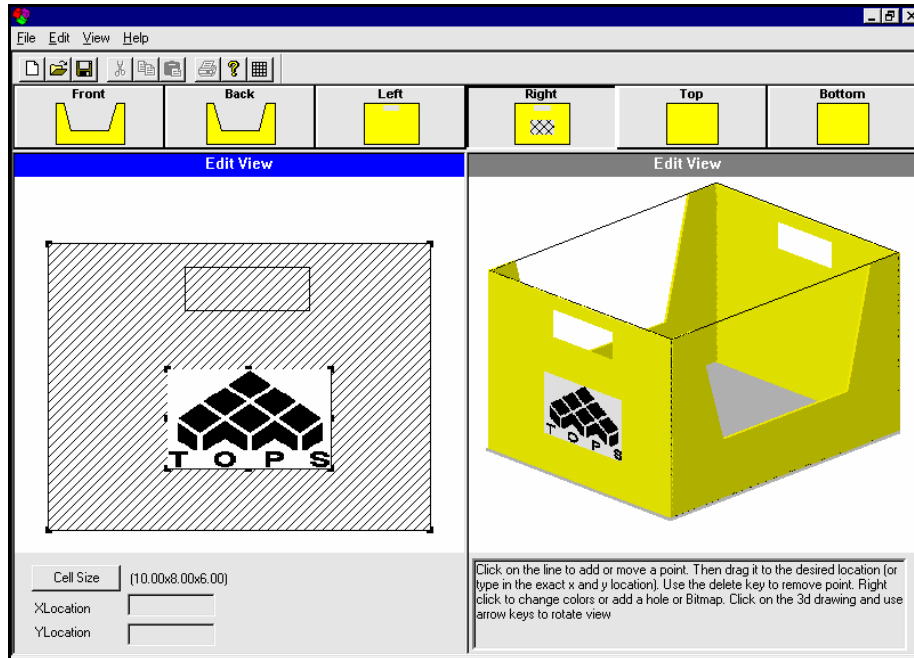 File Edit View Help
Front Back Left Right Top Bottom
Edit View
Edit View
T O P S
T O P S
Cell Size (10.00x8.00x6.00)
XLocation
YLocation
Click on the line to add or move a point. Then drag it to the desired location (or
type in the exact x and y location). Use the delete key to remove point. Right
click to change colors or add a hole or Bitmap. Click on the 3d drawing and use
arrow keys to rotate view